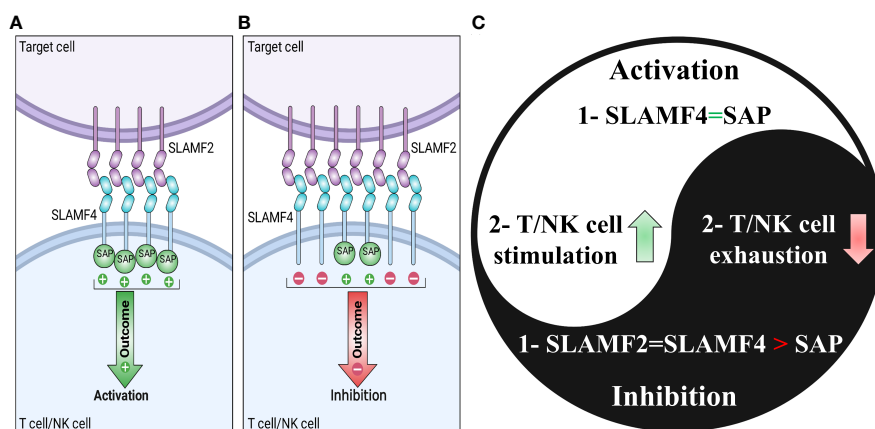 A
Target cell
SLAMF2
SLAMF4
SAP SAP SAP SAP
+ + + +
Outcome
+
Activation
T cell/NK cell
B
Target cell
SLAMF2
SLAMF4
SAP SAP
− − + + − −
Outcome
−
Inhibition
T cell/NK cell
C
Activation
1- SLAMF4=SAP
2- T/NK cell
stimulation
2- T/NK cell
exhaustion
1- SLAMF2=SLAMF4 > SAP
Inhibition